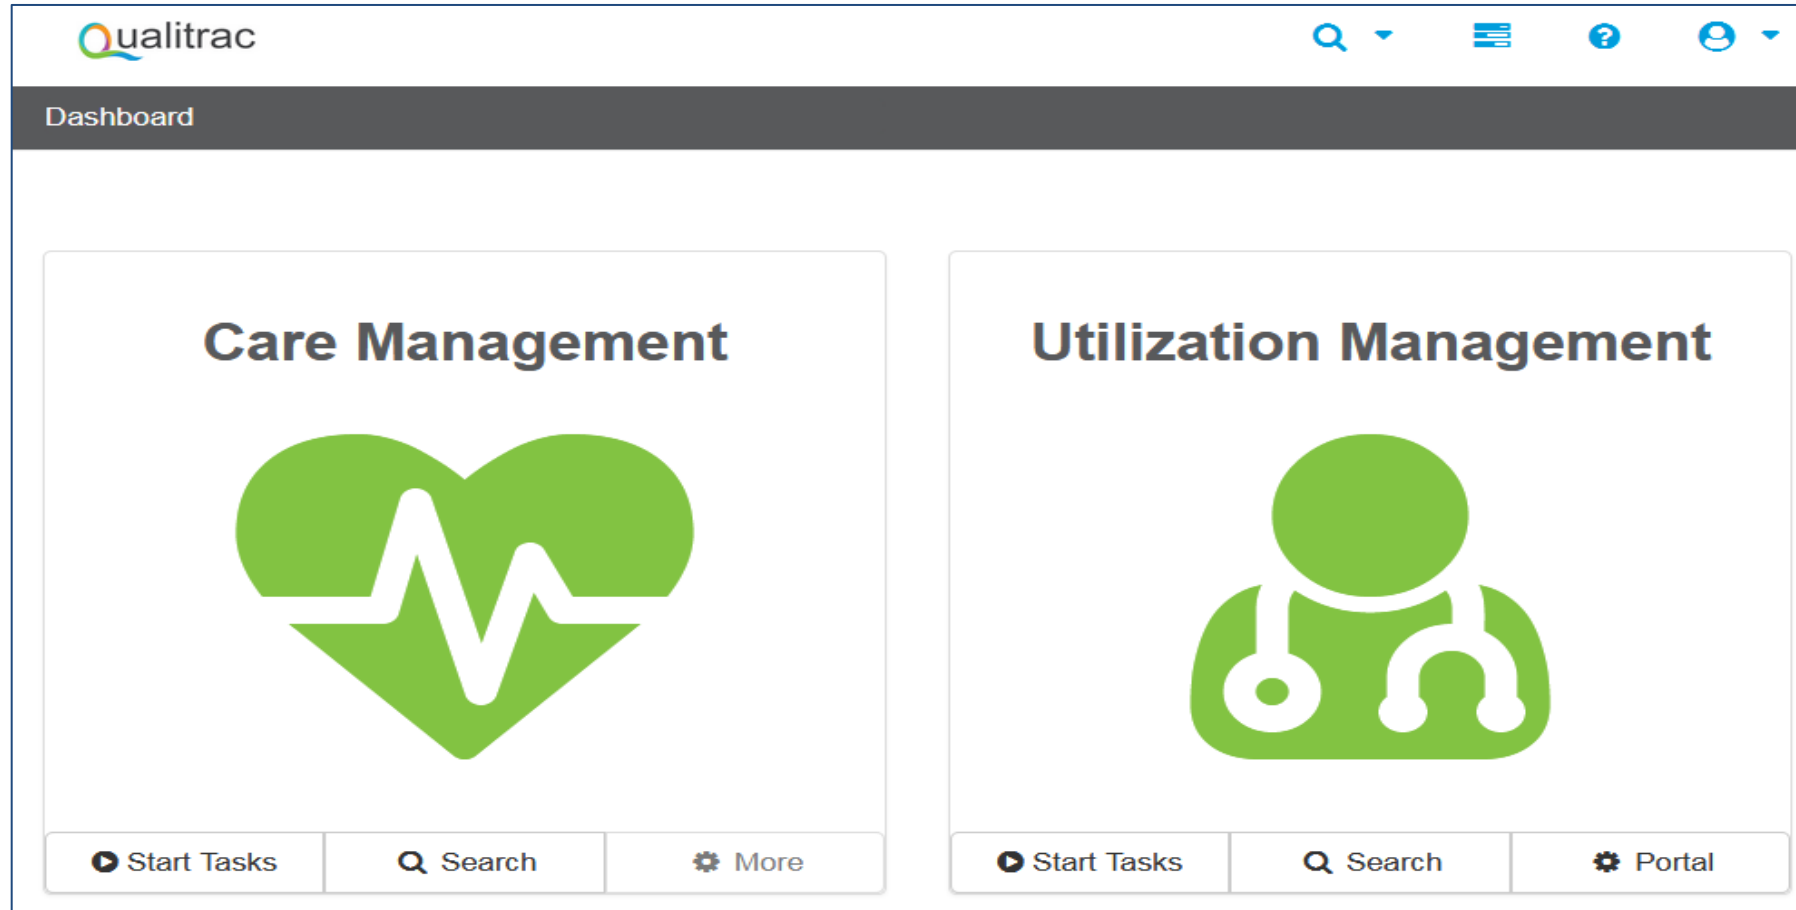 Qualitrac
Dashboard
Care Management
Utilization Management
Start Tasks Search More
Start Tasks Search Portal